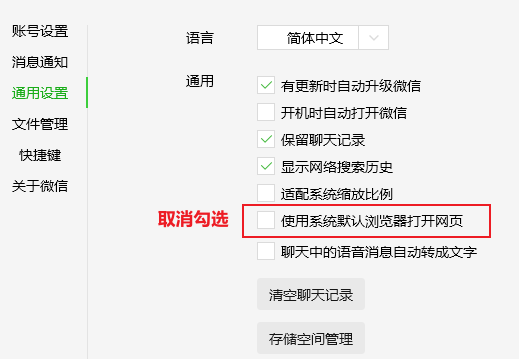 账号设置
消息通知
通用设置
文件管理
快捷键
关于微信
语言
简体中文
通用
有更新时自动升级微信
开机时自动打开微信
保留聊天记录
显示网络搜索历史
适配系统缩放比例
取消勾选
使用系统默认浏览器打开网页
聊天中的语音消息自动转成文字
清空聊天记录
存储空间管理